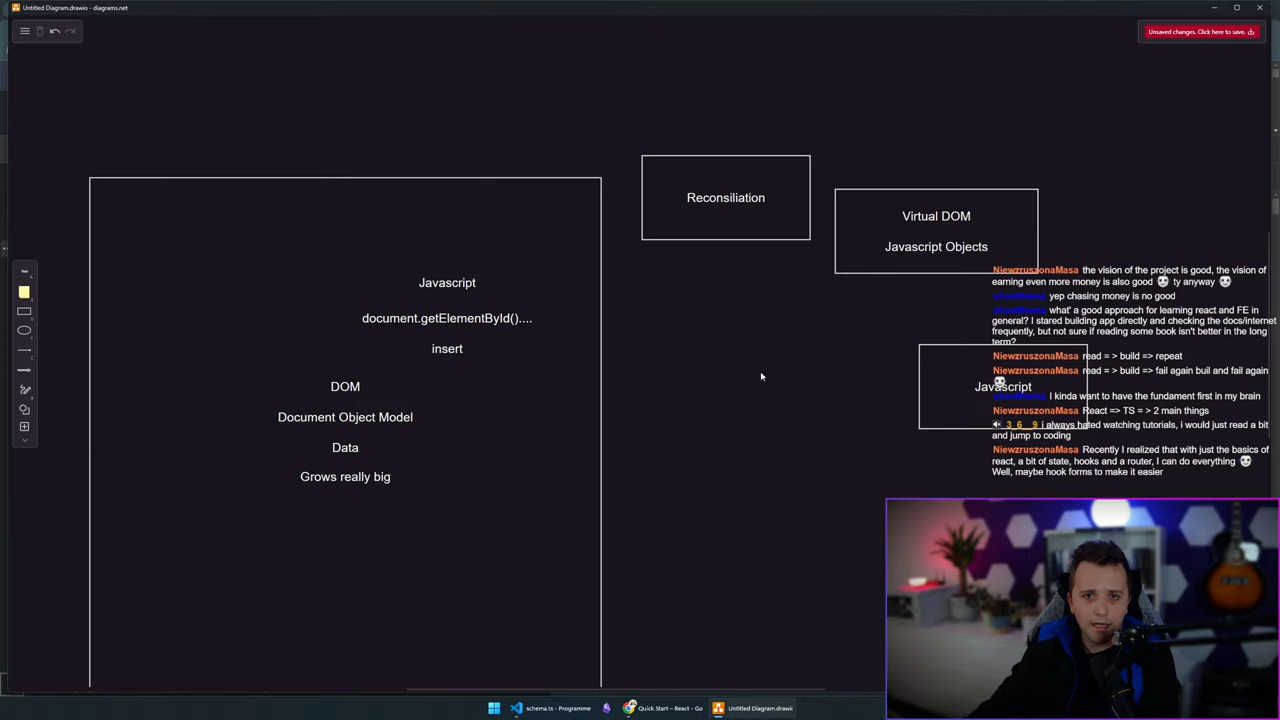 Untitled Diagram.drawio - diagrams.net
Unsaved changes. Click here to save.
Reconsiliation
Virtual DOM
Javascript Objects
Javascript
document.getElementById()....
insert
DOM
Document Object Model
Data
Grows really big
Javascript
NiewzruszonaMasa the vision of the project is good, the vision of
earning even more money is also good ty anyway
yep chasing money is no good
what' a good approach for learning react and FE in
general? I stared building app directly and checking the docs/internet
frequently, but not sure if reading some book isn't better in the long
term?
NiewzruszonaMasa read = > build => repeat
NiewzruszonaMasa read = > build => fail again buil and fail again
I kinda want to have the fundament first in my brain
NiewzruszonaMasa React => TS = > 2 main things
3_6__9 i always hated watching tutorials, i would just read a bit
and jump to coding
NiewzruszonaMasa Recently I realized that with just the basics of
react, a bit of state, hooks and a router, I can do everything
Well, maybe hook forms to make it easier
schema.ts - Programme
Quick Start – React - Go
Untitled Diagram.drawio